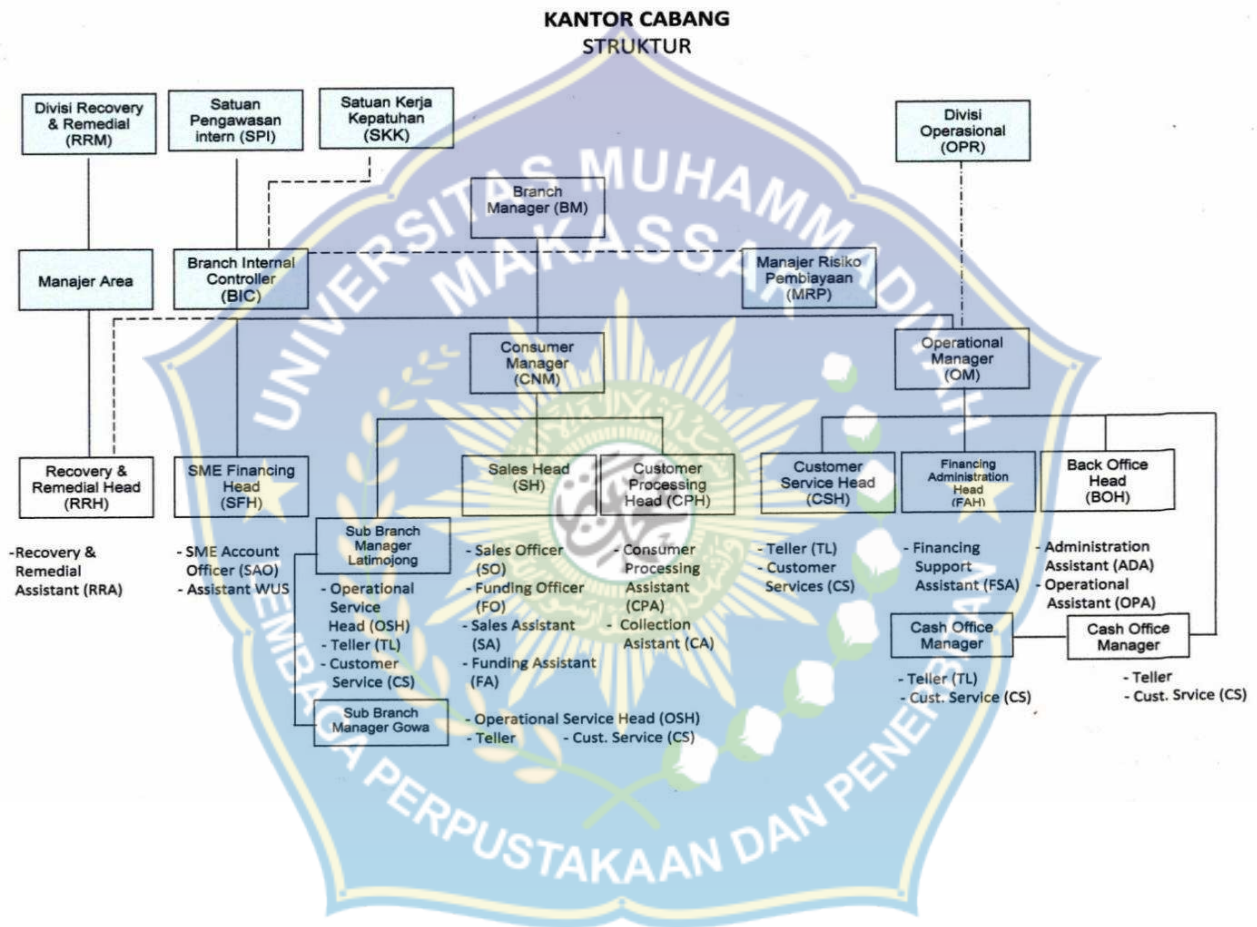 KANTOR CABANG
STRUKTUR
Divisi Recovery
& Remedial
(RRM)
Satuan
Pengawasan
intern (SPI)
Satuan Kerja
Kepatuhan
(SKK)
Divisi
Operasional
(OPR)
Branch
Manager (BM)
Manajer Area
Branch Internal
Controller
(BIC)
Manajer Risiko
Pembiayaan
(MRP)
Consumer
Manager
(CNM)
Operational
Manager
(OM)
Recovery &
Remedial Head
(RRH)
SME Financing
Head
(SFH)
Sales Head
(SH)
Customer
Processing
Head (CPH)
Customer
Service Head
(CSH)
Financing
Administration
Head
(FAH)
Back Office
Head
(BOH)
-Recovery &
Remedial
Assistant (RRA)
- SME Account
Officer (SAO)
- Assistant WUS
Sub Branch
Manager
Latimojong
- Operational
Service
Head (OSH)
- Teller (TL)
- Customer
Service (CS)
- Sales Officer
(SO)
- Funding Officer
(FO)
- Sales Assistant
(SA)
- Funding Assistant
(FA)
- Consumer
Processing
Assistant
(CPA)
- Collection
Asistant (CA)
- Teller (TL)
- Customer
Services (CS)
- Financing
Support
Assistant (FSA)
- Administration
Assistant (ADA)
- Operational
Assistant (OPA)
Cash Office
Manager
Cash Office
Manager
- Teller (TL)
- Cust. Service (CS)
- Teller
- Cust. Srvice (CS)
Sub Branch
Manager Gowa
- Operational Service Head (OSH)
- Teller - Cust. Service (CS)
UNIVERSITAS MUHAMMADIYAH
MAKASSAR
LEMBAGA PERPUSTAKAAN DAN PENERBITAN